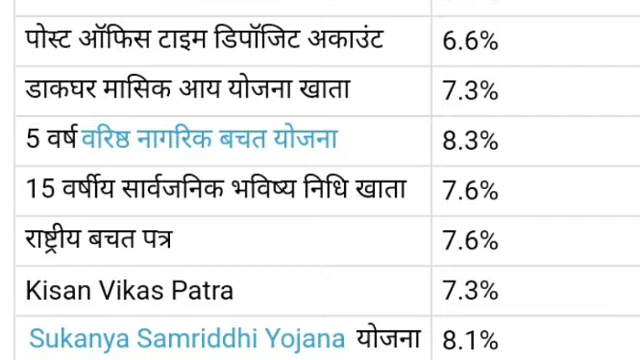 पोस्ट ऑफिस टाइम डिपॉजिट अकाउंट 6.6%
डाकघर मासिक आय योजना खाता 7.3%
5 वर्ष वरिष्ठ नागरिक बचत योजना 8.3%
15 वर्षीय सार्वजनिक भविष्य निधि खाता 7.6%
राष्ट्रीय बचत पत्र 7.6%
Kisan Vikas Patra 7.3%
Sukanya Samriddhi Yojana योजना 8.1%